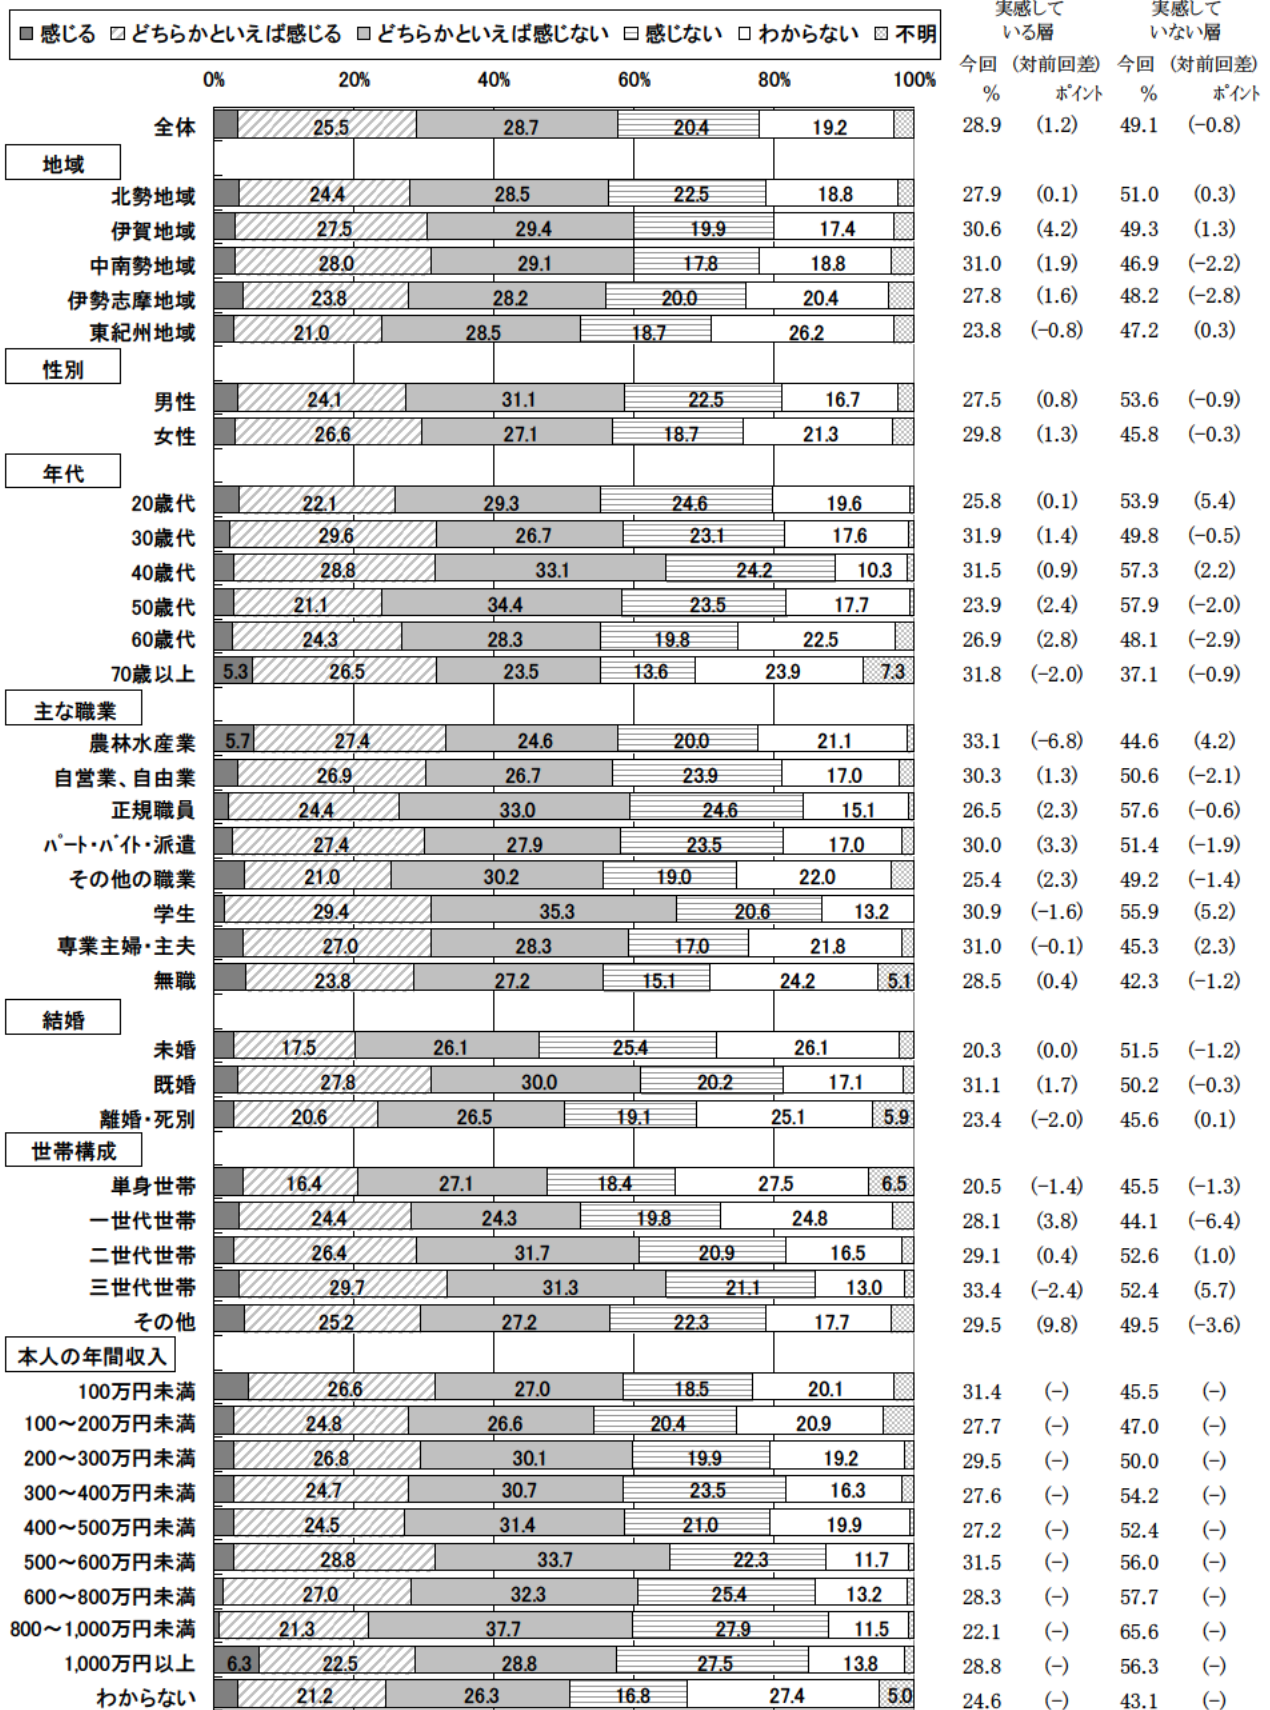 実感して 実感して
いる層 いない層
感じる どちらかといえば感じる どちらかといえば感じない 感じない わからない 不明
今回 (対前回差) 今回 (対前回差)
% ポイント % ポイント
0% 20% 40% 60% 80% 100%
全体 25.5 28.7 20.4 19.2 28.9 (1.2) 49.1 (-0.8)
地域
北勢地域 24.4 28.5 22.5 18.8 27.9 (0.1) 51.0 (0.3)
伊賀地域 27.5 29.4 19.9 17.4 30.6 (4.2) 49.3 (1.3)
中南勢地域 28.0 29.1 17.8 18.8 31.0 (1.9) 46.9 (-2.2)
伊勢志摩地域 23.8 28.2 20.0 20.4 27.8 (1.6) 48.2 (-2.8)
東紀州地域 21.0 28.5 18.7 26.2 23.8 (-0.8) 47.2 (0.3)
性別
男性 24.1 31.1 22.5 16.7 27.5 (0.8) 53.6 (-0.9)
女性 26.6 27.1 18.7 21.3 29.8 (1.3) 45.8 (-0.3)
年代
20歳代 22.1 29.3 24.6 19.6 25.8 (0.1) 53.9 (5.4)
30歳代 29.6 26.7 23.1 17.6 31.9 (1.4) 49.8 (-0.5)
40歳代 28.8 33.1 24.2 10.3 31.5 (0.9) 57.3 (2.2)
50歳代 21.1 34.4 23.5 17.7 23.9 (2.4) 57.9 (-2.0)
60歳代 24.3 28.3 19.8 22.5 26.9 (2.8) 48.1 (-2.9)
70歳以上 5.3 26.5 23.5 13.6 23.9 7.3 31.8 (-2.0) 37.1 (-0.9)
主な職業
農林水産業 5.7 27.4 24.6 20.0 21.1 33.1 (-6.8) 44.6 (4.2)
自営業、自由業 26.9 26.7 23.9 17.0 30.3 (1.3) 50.6 (-2.1)
正規職員 24.4 33.0 24.6 15.1 26.5 (2.3) 57.6 (-0.6)
パート・バイト・派遣 27.4 27.9 23.5 17.0 30.0 (3.3) 51.4 (-1.9)
その他の職業 21.0 30.2 19.0 22.0 25.4 (2.3) 49.2 (-1.4)
学生 29.4 35.3 20.6 13.2 30.9 (-1.6) 55.9 (5.2)
専業主婦・主夫 27.0 28.3 17.0 21.8 31.0 (-0.1) 45.3 (2.3)
無職 23.8 27.2 15.1 24.2 5.1 28.5 (0.4) 42.3 (-1.2)
結婚
未婚 17.5 26.1 25.4 26.1 20.3 (0.0) 51.5 (-1.2)
既婚 27.8 30.0 20.2 17.1 31.1 (1.7) 50.2 (-0.3)
離婚・死別 20.6 26.5 19.1 25.1 5.9 23.4 (-2.0) 45.6 (0.1)
世帯構成
単身世帯 16.4 27.1 18.4 27.5 6.5 20.5 (-1.4) 45.5 (-1.3)
一世代世帯 24.4 24.3 19.8 24.8 28.1 (3.8) 44.1 (-6.4)
二世代世帯 26.4 31.7 20.9 16.5 29.1 (0.4) 52.6 (1.0)
三世代世帯 29.7 31.3 21.1 13.0 33.4 (-2.4) 52.4 (5.7)
その他 25.2 27.2 22.3 17.7 29.5 (9.8) 49.5 (-3.6)
本人の年間収入
100万円未満 26.6 27.0 18.5 20.1 31.4 (-) 45.5 (-)
100～200万円未満 24.8 26.6 20.4 20.9 27.7 (-) 47.0 (-)
200～300万円未満 26.8 30.1 19.9 19.2 29.5 (-) 50.0 (-)
300～400万円未満 24.7 30.7 23.5 16.3 27.6 (-) 54.2 (-)
400～500万円未満 24.5 31.4 21.0 19.9 27.2 (-) 52.4 (-)
500～600万円未満 28.8 33.7 22.3 11.7 31.5 (-) 56.0 (-)
600～800万円未満 27.0 32.3 25.4 13.2 28.3 (-) 57.7 (-)
800～1,000万円未満 21.3 37.7 27.9 11.5 22.1 (-) 65.6 (-)
1,000万円以上 6.3 22.5 28.8 27.5 13.8 28.8 (-) 56.3 (-)
わからない 21.2 26.3 16.8 27.4 5.0 24.6 (-) 43.1 (-)